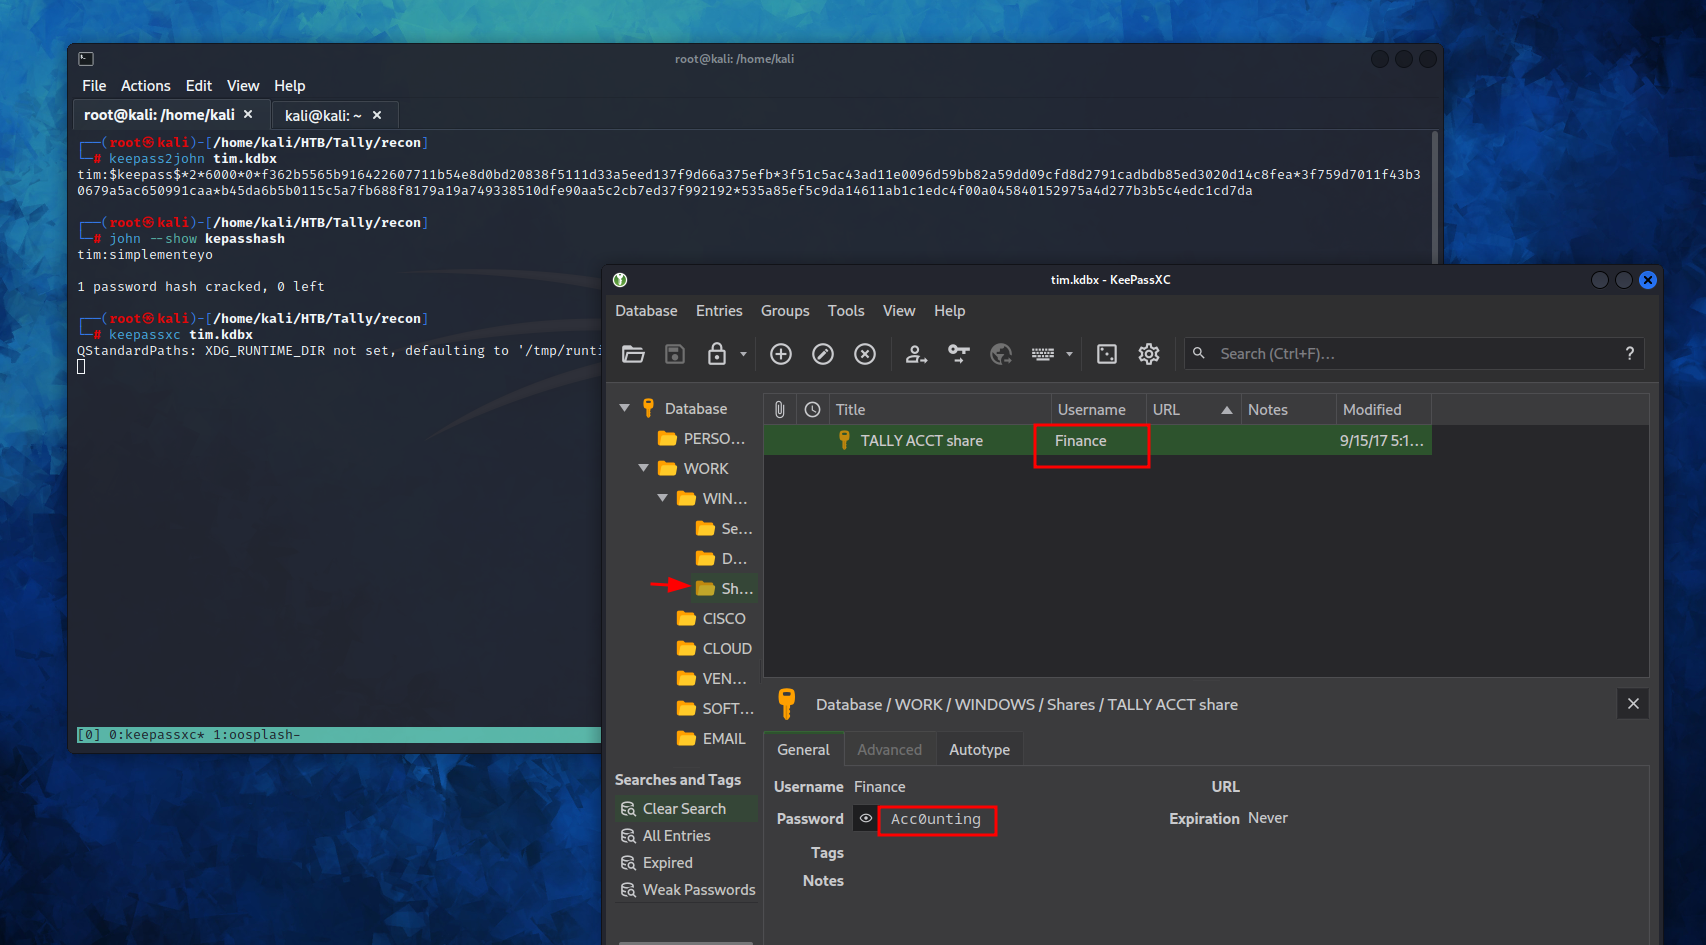 root@kali: /home/kali
File Actions Edit View Help
root@kali: /home/kali × kali@kali: ~ ×
┌──(root㉿kali)-[/home/kali/HTB/Tally/recon]
└─# keepass2john tim.kdbx
tim:$keepass$*2*6000*0*f362b5565b916422607711b54e8d0bd20838f5111d33a5eed137f9d66a375efb*3f51c5ac43ad11e0096d59bb82a59dd09cfd8d2791cadbdb85ed3020d14c8fea*3f759d7011f43b3
0679a5ac650991caa*b45da6b5b0115c5a7fb688f8179a19a749338510dfe90aa5c2cb7ed37f992192*535a85ef5c9da14611ab1c1edc4f00a045840152975a4d277b3b5c4edc1cd7da
┌──(root㉿kali)-[/home/kali/HTB/Tally/recon]
└─# john --show kepasshash
tim:simplementeyo
1 password hash cracked, 0 left
┌──(root㉿kali)-[/home/kali/HTB/Tally/recon]
└─# keepassxc tim.kdbx
QStandardPaths: XDG_RUNTIME_DIR not set, defaulting to '/tmp/runti
[0] 0:keepassxc* 1:oosplash-
tim.kdbx - KeePassXC
Database Entries Groups Tools View Help
Search (Ctrl+F)... ?
Database
PERSO...
WORK
WIN...
Se...
D...
Sh...
CISCO
CLOUD
VEN...
SOFT...
EMAIL
Searches and Tags
Clear Search
All Entries
Expired
Weak Passwords
Title Username URL Notes Modified
TALLY ACCT share Finance 9/15/17 5:1...
Database / WORK / WINDOWS / Shares / TALLY ACCT share
General Advanced Autotype
Username Finance URL
Password Acc0unting Expiration Never
Tags
Notes